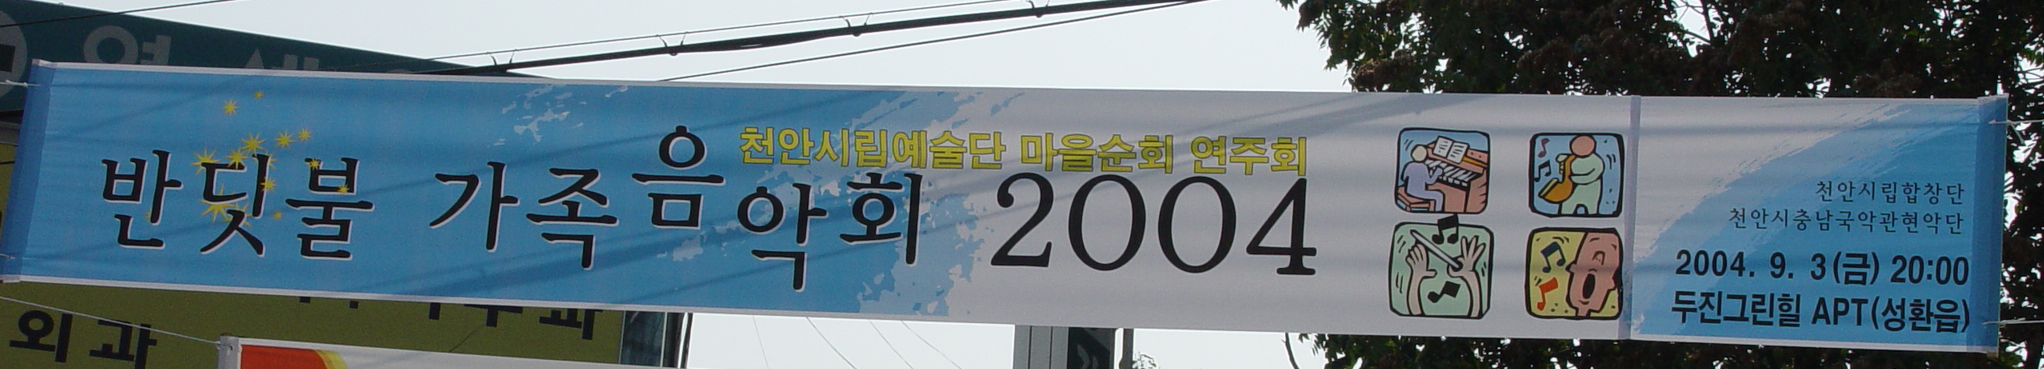 천안시립예술단 마을순회 연주회
반딧불 가족음악회 2004
천안시립합창단
천안시충남국악관현악단
2004. 9. 3(금) 20:00
두진그린힐 APT(성환읍)
외과